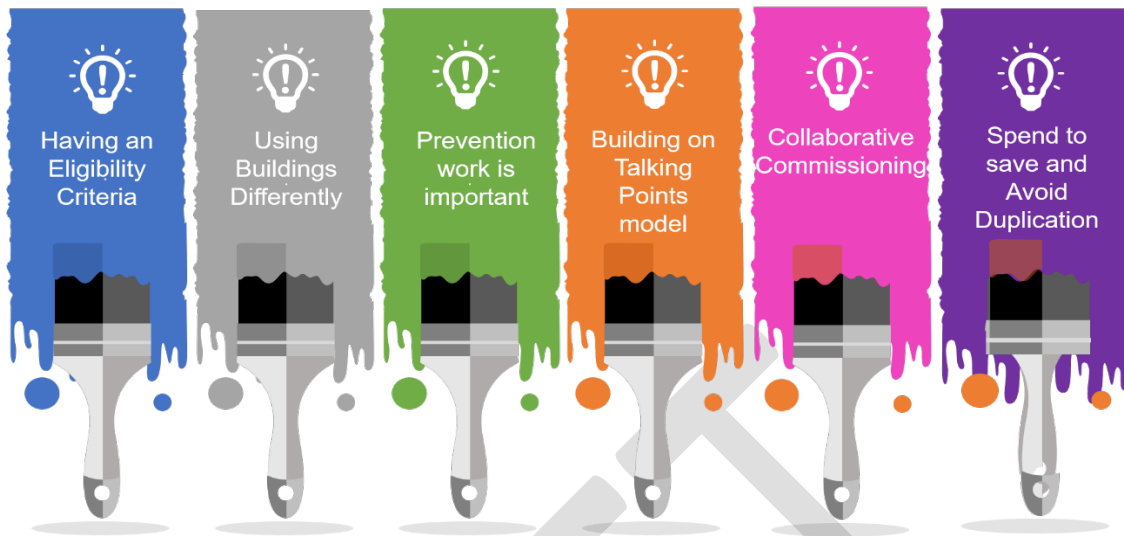 Having an
Eligibility
Criteria
Using
Buildings
Differently
Prevention
work is
important
Building on
Talking
Points
model
Collaborative
Commissioning
Spend to
save and
Avoid
Duplication